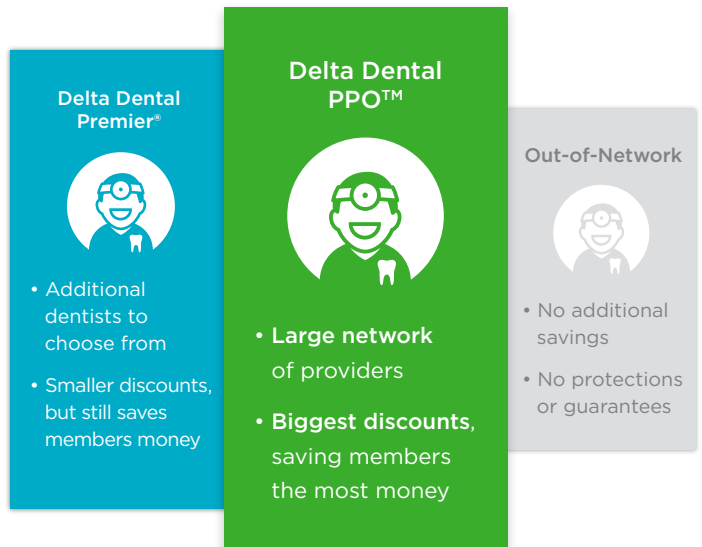 Delta Dental
Premier®
• Additional
dentists to
choose from
• Smaller discounts,
but still saves
members money
Delta Dental
PPO™
• Large network
of providers
• Biggest discounts,
saving members
the most money
Out-of-Network
• No additional
savings
• No protections
or guarantees